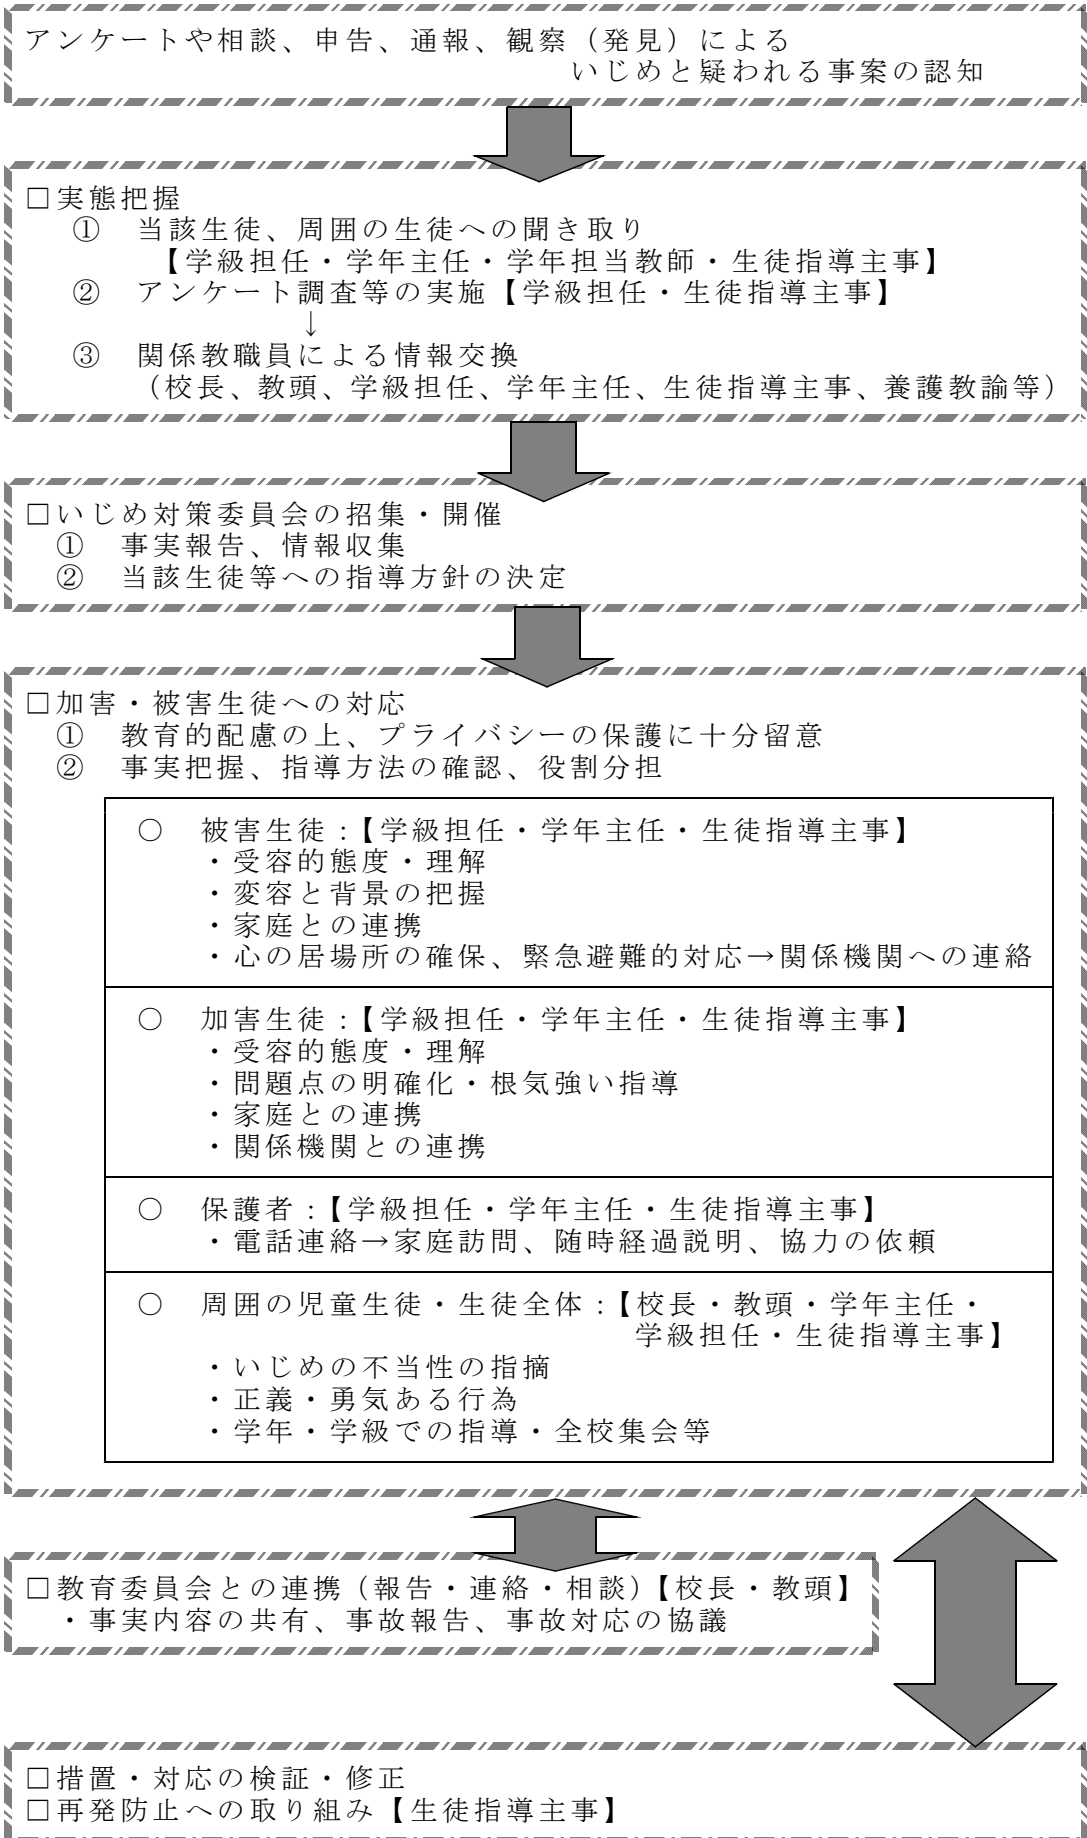 アンケートや相談、申告、通報、観察（発見）による
いじめと疑われる事案の認知
□実態把握
① 当該生徒、周囲の生徒への聞き取り
【学級担任・学年主任・学年担当教師・生徒指導主事】
② アンケート調査等の実施【学級担任・生徒指導主事】
↓
③ 関係教職員による情報交換
（校長、教頭、学級担任、学年主任、生徒指導主事、養護教諭等）
□いじめ対策委員会の招集・開催
① 事実報告、情報収集
② 当該生徒等への指導方針の決定
□加害・被害生徒への対応
① 教育的配慮の上、プライバシーの保護に十分留意
② 事実把握、指導方法の確認、役割分担
○ 被害生徒：【学級担任・学年主任・生徒指導主事】
・受容的態度・理解
・変容と背景の把握
・家庭との連携
・心の居場所の確保、緊急避難的対応→関係機関への連絡
○ 加害生徒：【学級担任・学年主任・生徒指導主事】
・受容的態度・理解
・問題点の明確化・根気強い指導
・家庭との連携
・関係機関との連携
○ 保護者：【学級担任・学年主任・生徒指導主事】
・電話連絡→家庭訪問、随時経過説明、協力の依頼
○ 周囲の児童生徒・生徒全体：【校長・教頭・学年主任・
学級担任・生徒指導主事】
・いじめの不当性の指摘
・正義・勇気ある行為
・学年・学級での指導・全校集会等
□教育委員会との連携（報告・連絡・相談）【校長・教頭】
・事実内容の共有、事故報告、事故対応の協議
□措置・対応の検証・修正
□再発防止への取り組み【生徒指導主事】